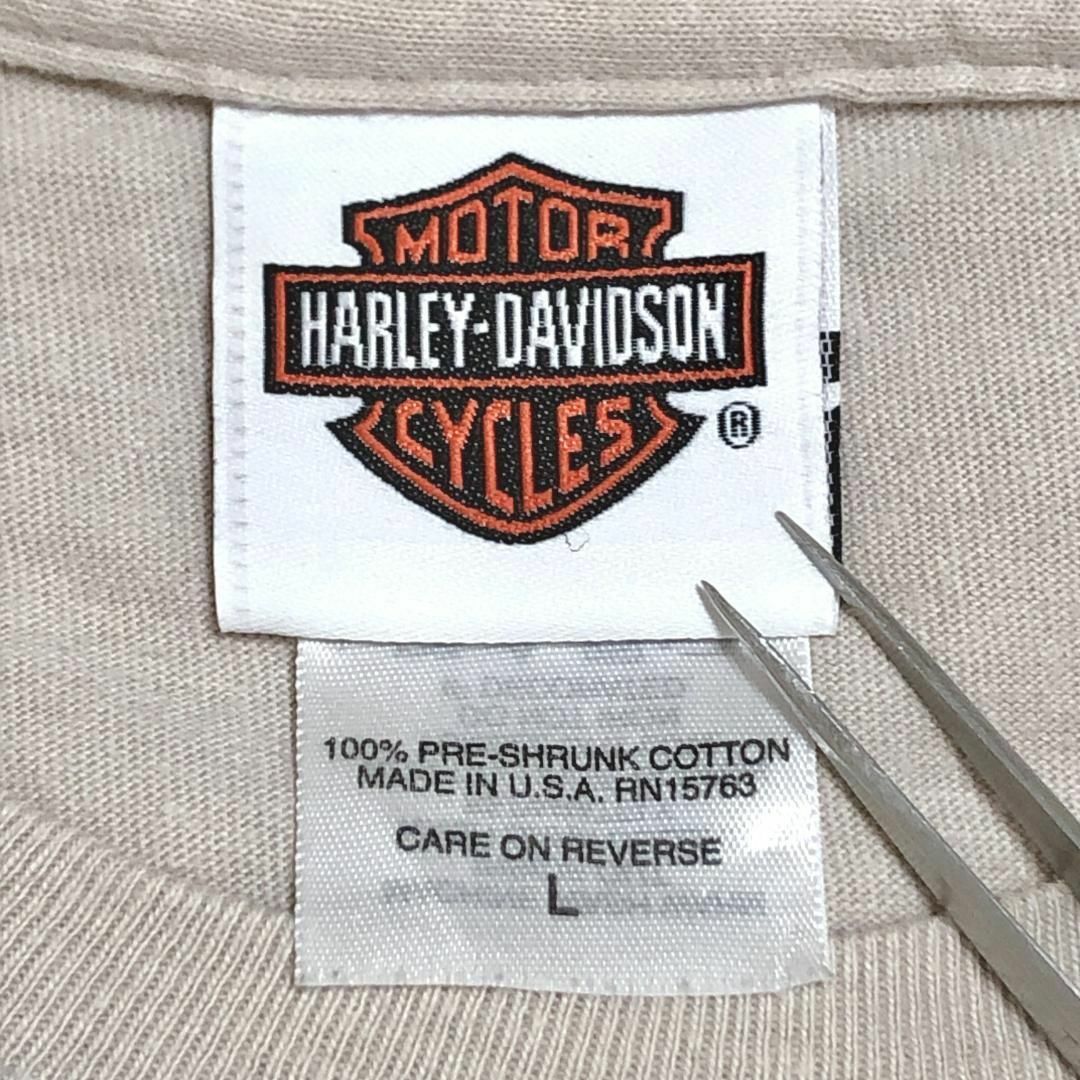 MOTOR
HARLEY-DAVIDSON
CYCLES
®
100% PRE-SHRUNK COTTON
MADE IN U.S.A. RN15763
CARE ON REVERSE
L